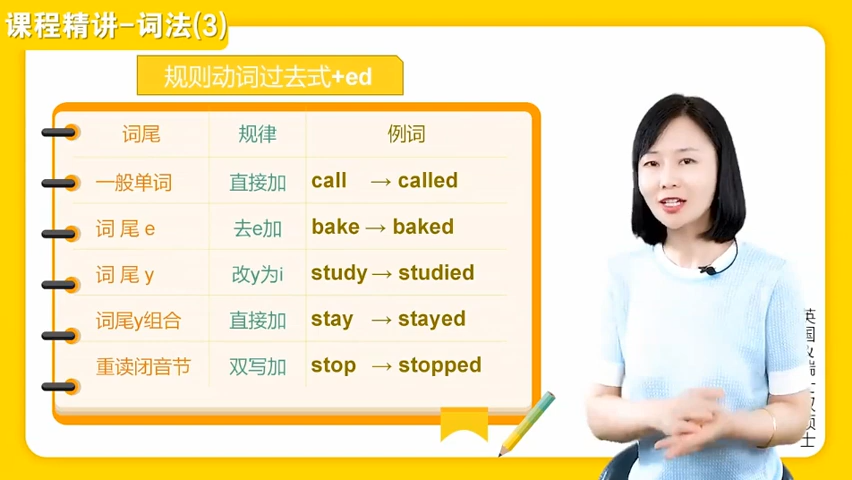 课程精讲-词法(3)
规则动词过去式+ed
词尾 规律 例词
一般单词 直接加 call → called
词 尾 e 去e加 bake → baked
词 尾 y 改y为i study → studied
词尾y组合 直接加 stay → stayed
重读闭音节 双写加 stop → stopped
英国
士